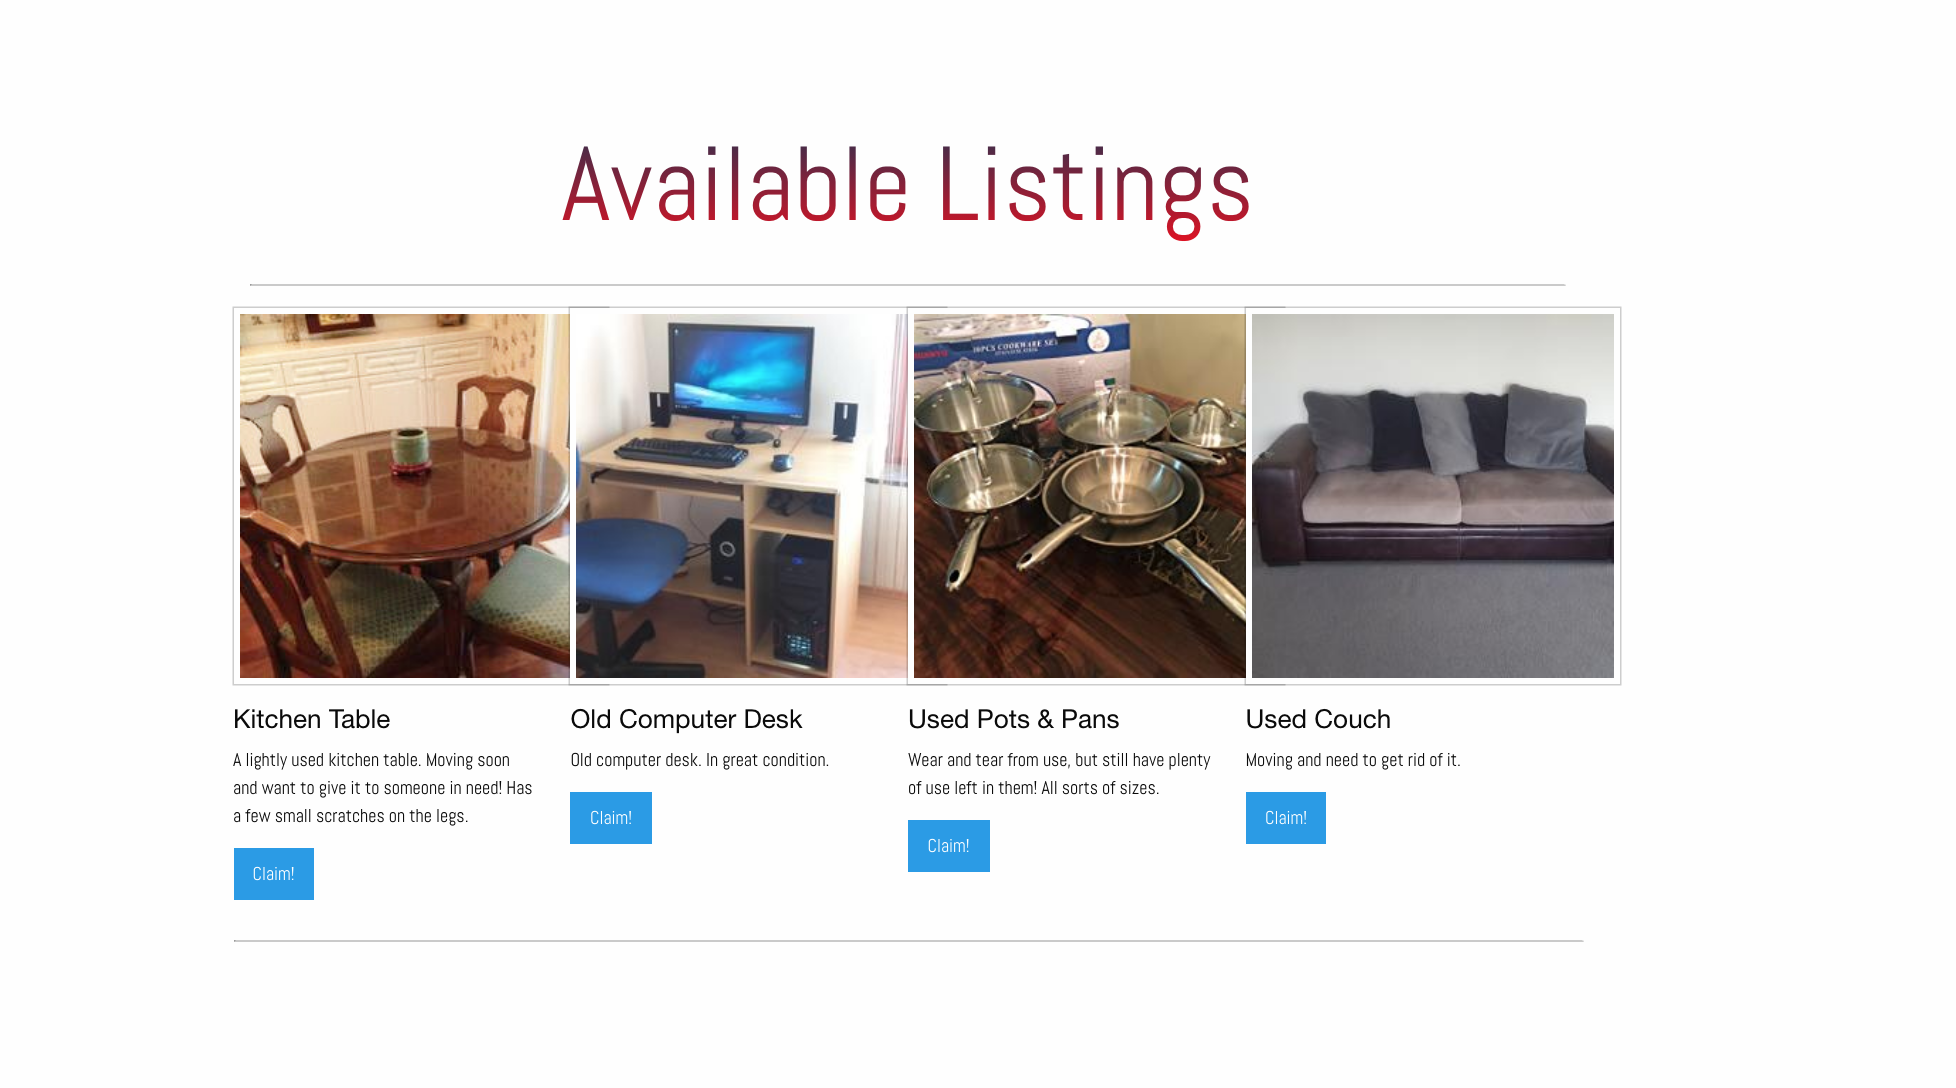 Available Listings
10PCS COOKWARE SET
Kitchen Table
A lightly used kitchen table. Moving soon
and want to give it to someone in need! Has
a few small scratches on the legs.
Claim!
Old Computer Desk
Old computer desk. In great condition.
Claim!
Used Pots & Pans
Wear and tear from use, but still have plenty
of use left in them! All sorts of sizes.
Claim!
Used Couch
Moving and need to get rid of it.
Claim!